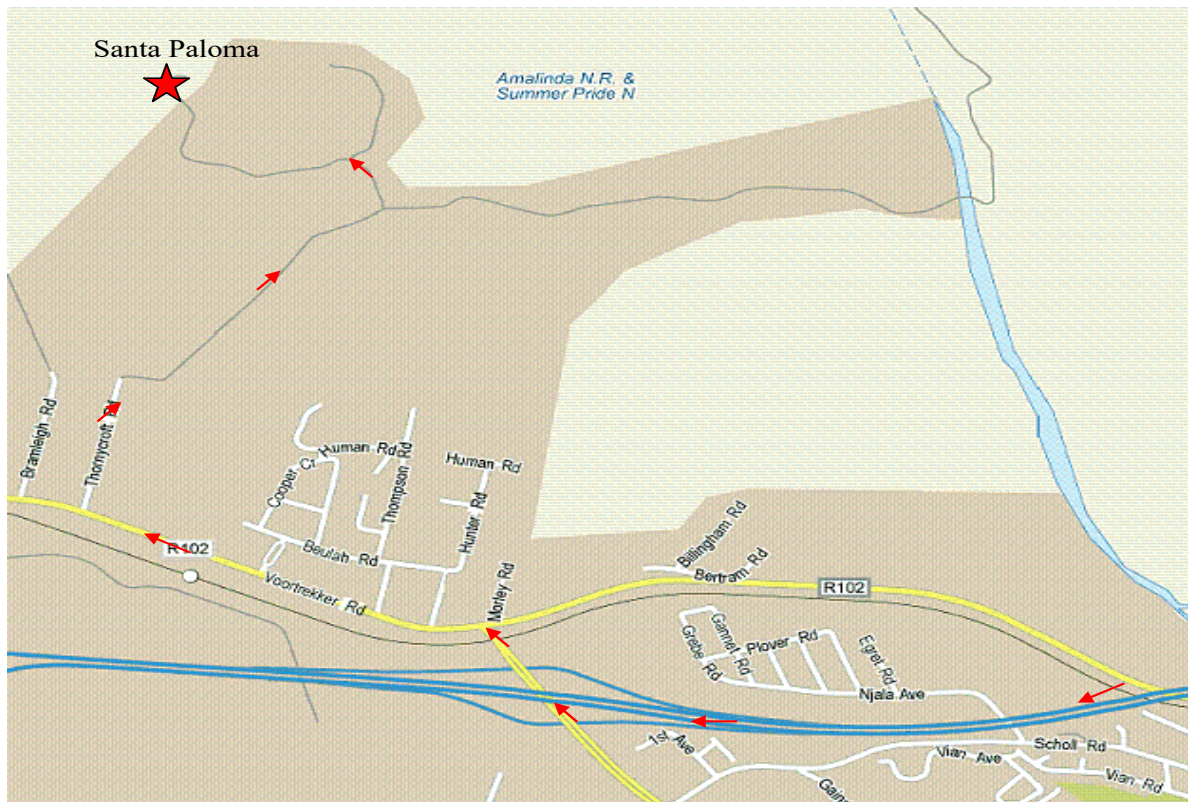 Santa Paloma
Amalinda N.R. &
Summer Pride N
Bramleigh Rd
Thornycroft Rd
Cooper Cr
Human Rd
Thompson Rd
Human Rd
Hunter Rd
Beulah Rd
R102
Voortrekker Rd
Morley Rd
Billingham Rd
Bertram Rd
R102
Gannet Rd
Grebe Rd
Plover Rd
Egret Rd
Njala Ave
1st Ave
Vian Ave
Scholl Rd
Vian Rd
Gains